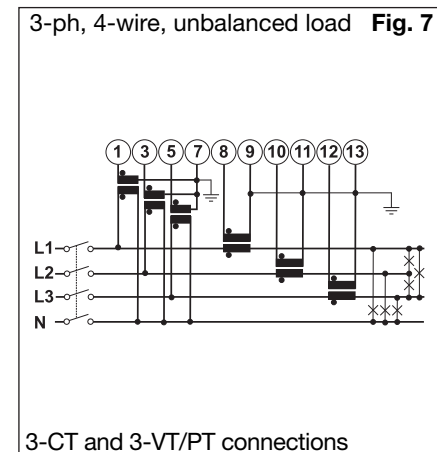 3-ph, 4-wire, unbalanced load Fig. 7
1 3 5 7 8 9 10 11 12 13
L1
L2
L3
N
3-CT and 3-VT/PT connections